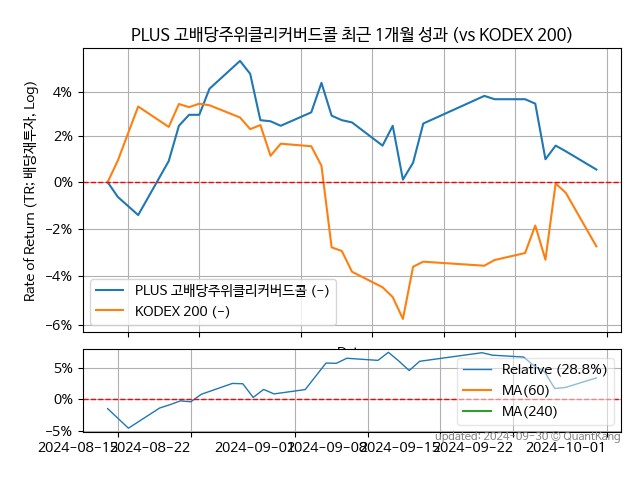 PLUS 고배당주위클리커버드콜 최근 1개월 성과 (vs KODEX 200)
Rate of Return (TR: 배당재투자, Log)
4%
2%
0%
−2%
−4%
−6%
PLUS 고배당주위클리커버드콜 (-)
KODEX 200 (-)
5%
0%
−5%
Relative (28.8%)
MA(60)
MA(240)
updated: 2024-09-30 © QuantKang
2024-08-15 2024-08-22 2024-09-01 2024-09-08 2024-09-15 2024-09-22 2024-10-01